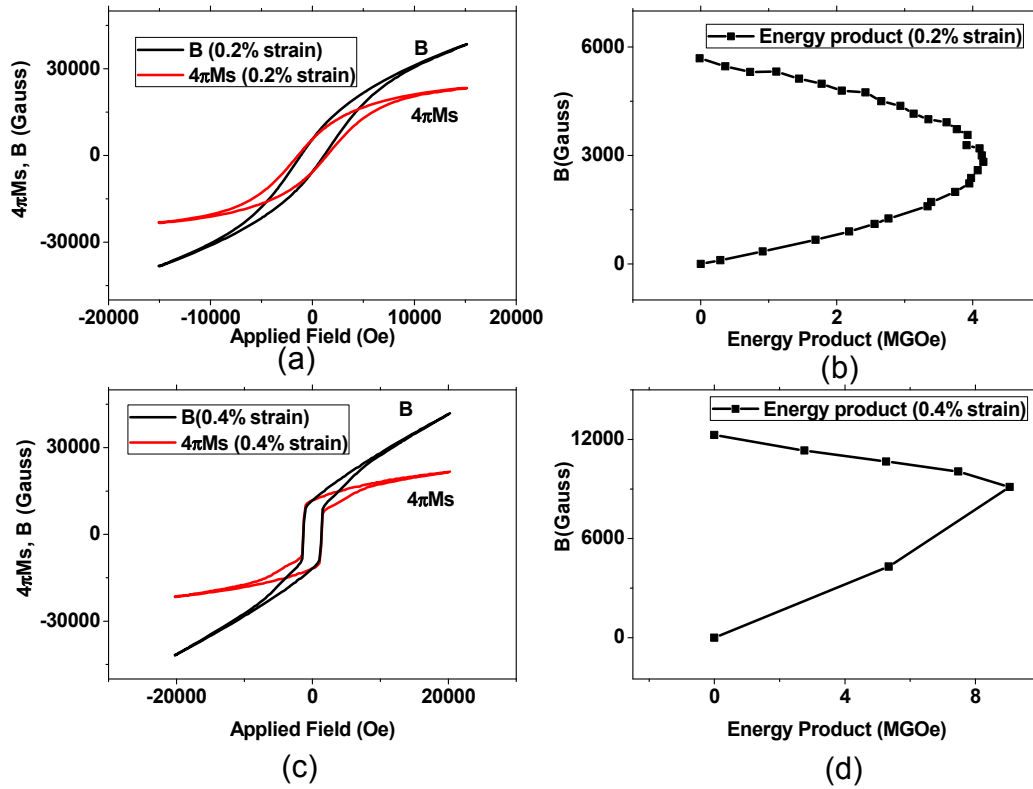 B (0.2% strain)
4πMs (0.2% strain)
B
4πMs
30000
0
-30000
4πMs, B (Gauss)
-20000 -10000 0 10000 20000
Applied Field (Oe)
(a)
Energy product (0.2% strain)
6000
3000
0
B(Gauss)
0 2 4
Energy Product (MGOe)
(b)
B(0.4% strain)
4πMs (0.4% strain)
B
4πMs
30000
0
-30000
4πMs, B (Gauss)
-20000 0 20000
Applied Field (Oe)
(c)
Energy product (0.4% strain)
12000
6000
0
B(Gauss)
0 4 8
Energy Product (MGOe)
(d)